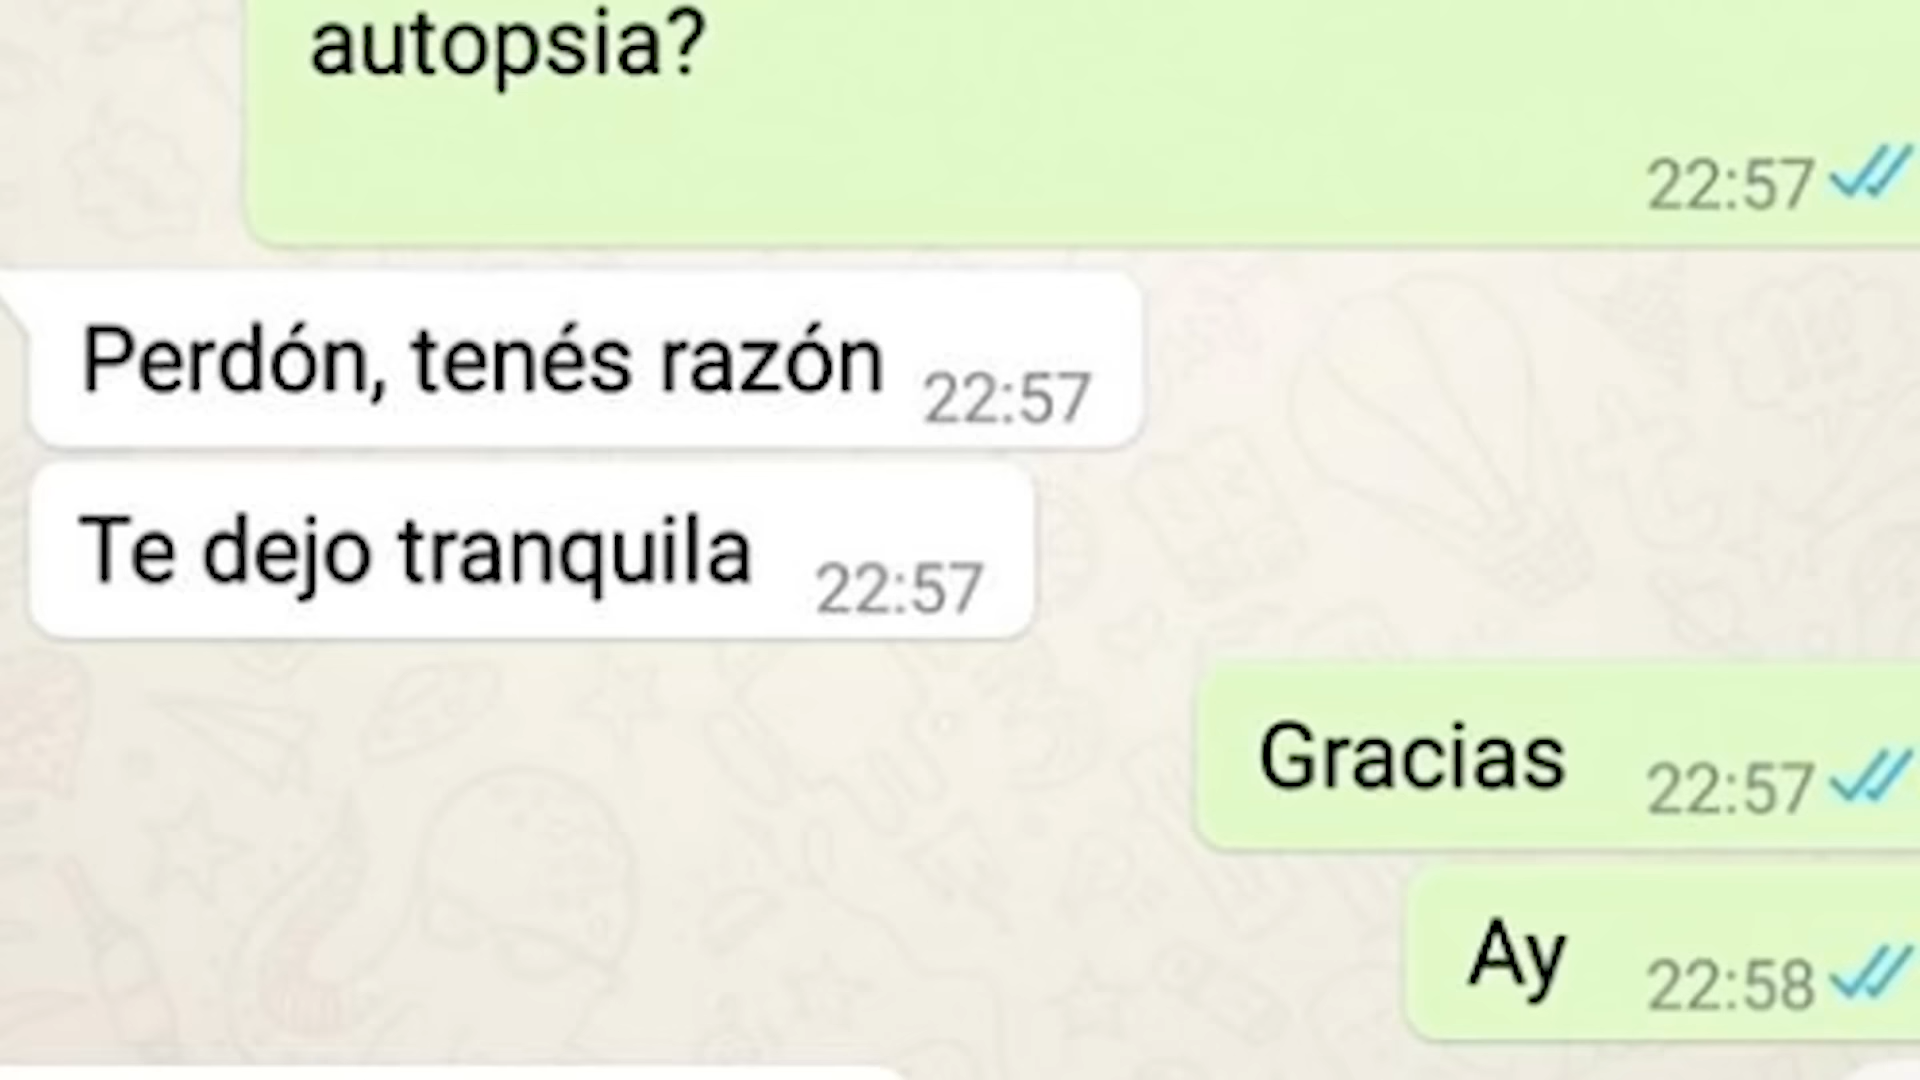 autopsia?
22:57
Perdón, tenés razón 22:57
Te dejo tranquila 22:57
Gracias 22:57
Ay 22:58